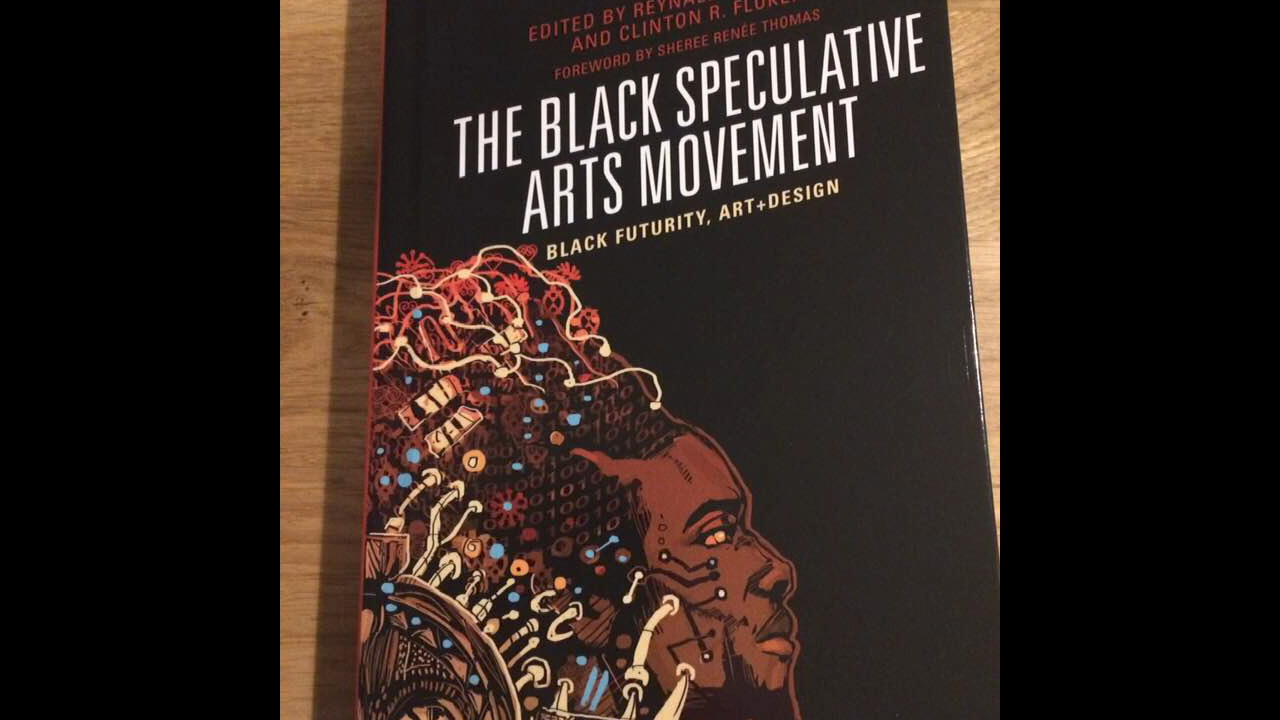 EDITED BY
AND CLINTON R.
FOREWORD BY SHEREE RENÉE THOMAS
THE BLACK SPECULATIVE
ARTS MOVEMENT
BLACK FUTURITY, ART+DESIGN